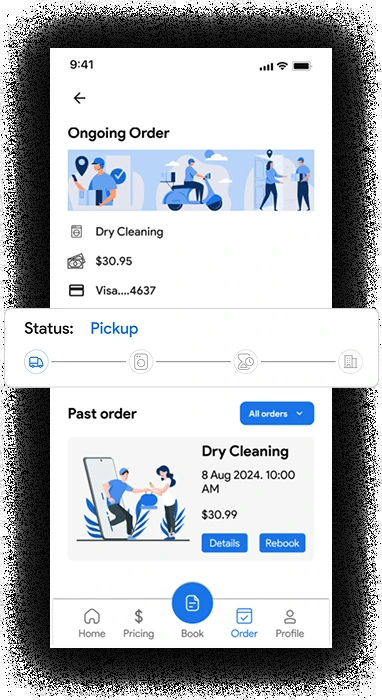 9:41
Ongoing Order
Dry Cleaning
$30.95
Visa....4637
Status: Pickup
Past order
All orders
Dry Cleaning
8 Aug 2024. 10:00
AM
$30.99
Details Rebook
Home Pricing Book Order Profile